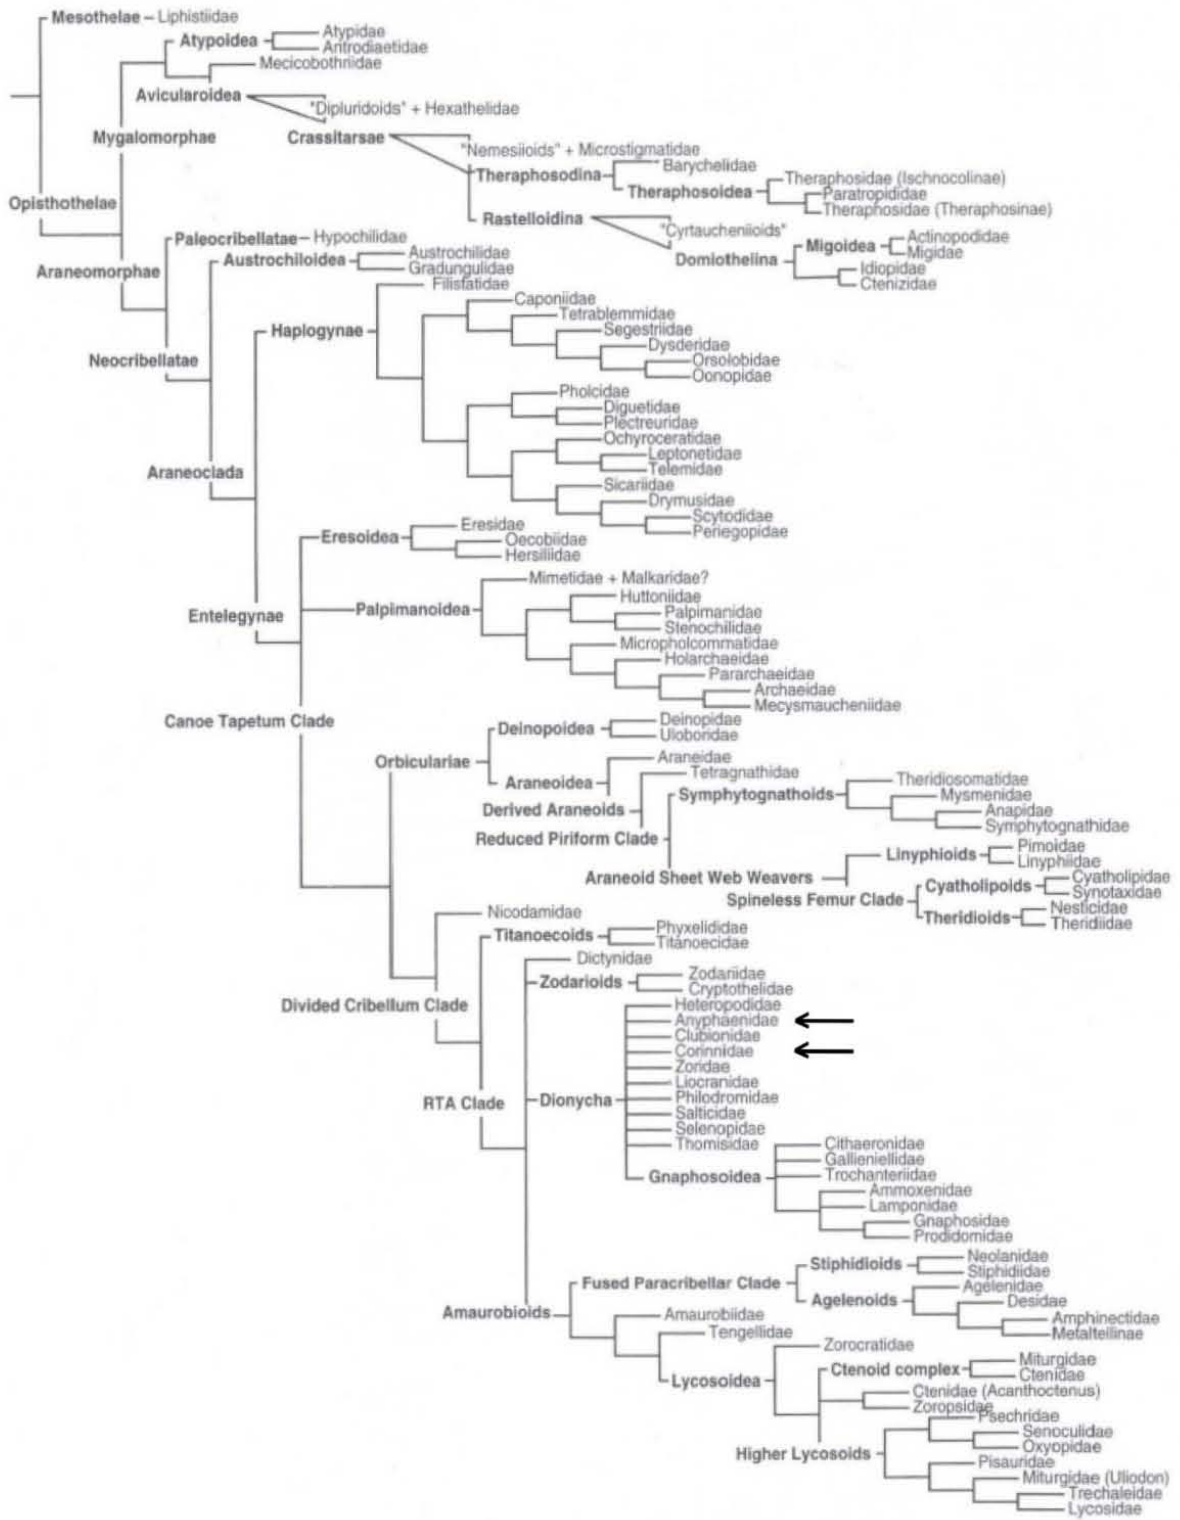 Mesothelae – Liphistiidae
Atypoidea
Atypidae
Antrodiaetidae
Mecicobothriidae
Avicularoidea
"Dipluridoids" + Hexathelidae
Mygalomorphae
Crassitarsae
"Nemesiioids" + Microstigmatidae
Barychelidae
Theraphosodina
Theraphosidae (Ischnocolinae)
Theraphosoidea
Paratropididae
Theraphosidae (Theraphosinae)
Opisthothelae
Rastelloidina
"Cyrtaucheniioids"
Paleocribellatae – Hypochilidae
Actinopodidae
Migoidea
Migidae
Austrochilidae
Austrochiloidea
Domiothelina
Gradungulidae
Idiopidae
Araneomorphae
Ctenizidae
Filistatidae
Caponiidae
Tetrablemmidae
Haplogynae
Segestriidae
Dysderidae
Neocribellatae
Orsolobidae
Oonopidae
Pholcidae
Diguetidae
Plectreuridae
Ochyroceratidae
Leptonetidae
Araneoclada
Telemidae
Sicariidae
Drymusidae
Scytodidae
Periegopidae
Eresidae
Eresoidea
Oecobiidae
Hersiliidae
Mimetidae + Malkaridae?
Huttoniidae
Entelegynae
Palpimanoidea
Palpimanidae
Stenochilidae
Micropholcommatidae
Holarchaeidae
Pararchaeidae
Archaeidae
Mecysmaucheniidae
Canoe Tapetum Clade
Deinopidae
Deinopoidea
Uloboridae
Orbiculariae
Araneidae
Tetragnathidae
Araneoidea
Theridiosomatidae
Symphytognathoids
Mysmenidae
Derived Araneoids
Anapidae
Symphytognathidae
Reduced Piriform Clade
Pimoidae
Linyphioids
Linyphiidae
Araneoid Sheet Web Weavers
Cyatholipidae
Cyatholipoids
Synotaxidae
Spineless Femur Clade
Nesticidae
Theridioids
Theridiidae
Nicodamidae
Phyxelididae
Titanoecoids
Titanoecidae
Dictynidae
Zodariidae
Zodarioids
Cryptothelidae
Divided Cribellum Clade
Heteropodidae
Anyphaenidae
Clubionidae
Corinnidae
Zoridae
Liocranidae
RTA Clade
Dionycha
Philodromidae
Salticidae
Selenopidae
Thomisidae
Cithaeronidae
Gallieniellidae
Gnaphosoidea
Trochanteriidae
Ammoxenidae
Lamponidae
Gnaphosidae
Prodidomidae
Neolanidae
Stiphidioids
Stiphidiidae
Fused Paracribellar Clade
Agelenidae
Agelenoids
Desidae
Amaurobioids
Amaurobiidae
Amphinectidae
Metaltellinae
Tengellidae
Zorocratidae
Miturgidae
Ctenoid complex
Ctenidae
Lycosoidea
Ctenidae (Acanthoctenus)
Zoropsidae
Psechridae
Senoculidae
Oxyopidae
Higher Lycosoids
Pisauridae
Miturgidae (Uliodon)
Trechaleidae
Lycosidae